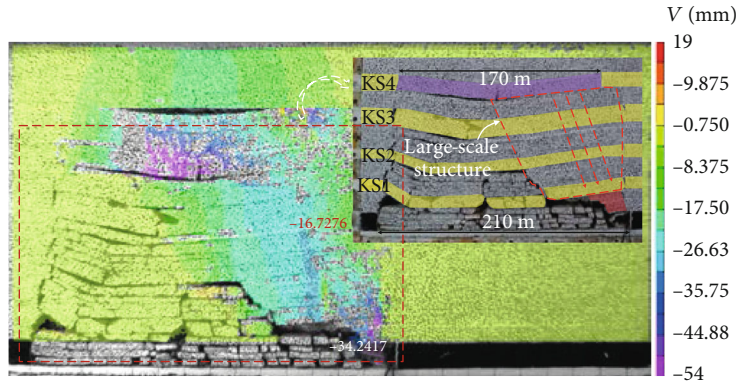 V (mm)
19
−9.875
−0.750
−8.375
−17.50
−26.63
−35.75
−44.88
−54
KS4
170 m
KS3
Large-scale
structure
KS2
KS1
210 m
−16.7276
−34.2417